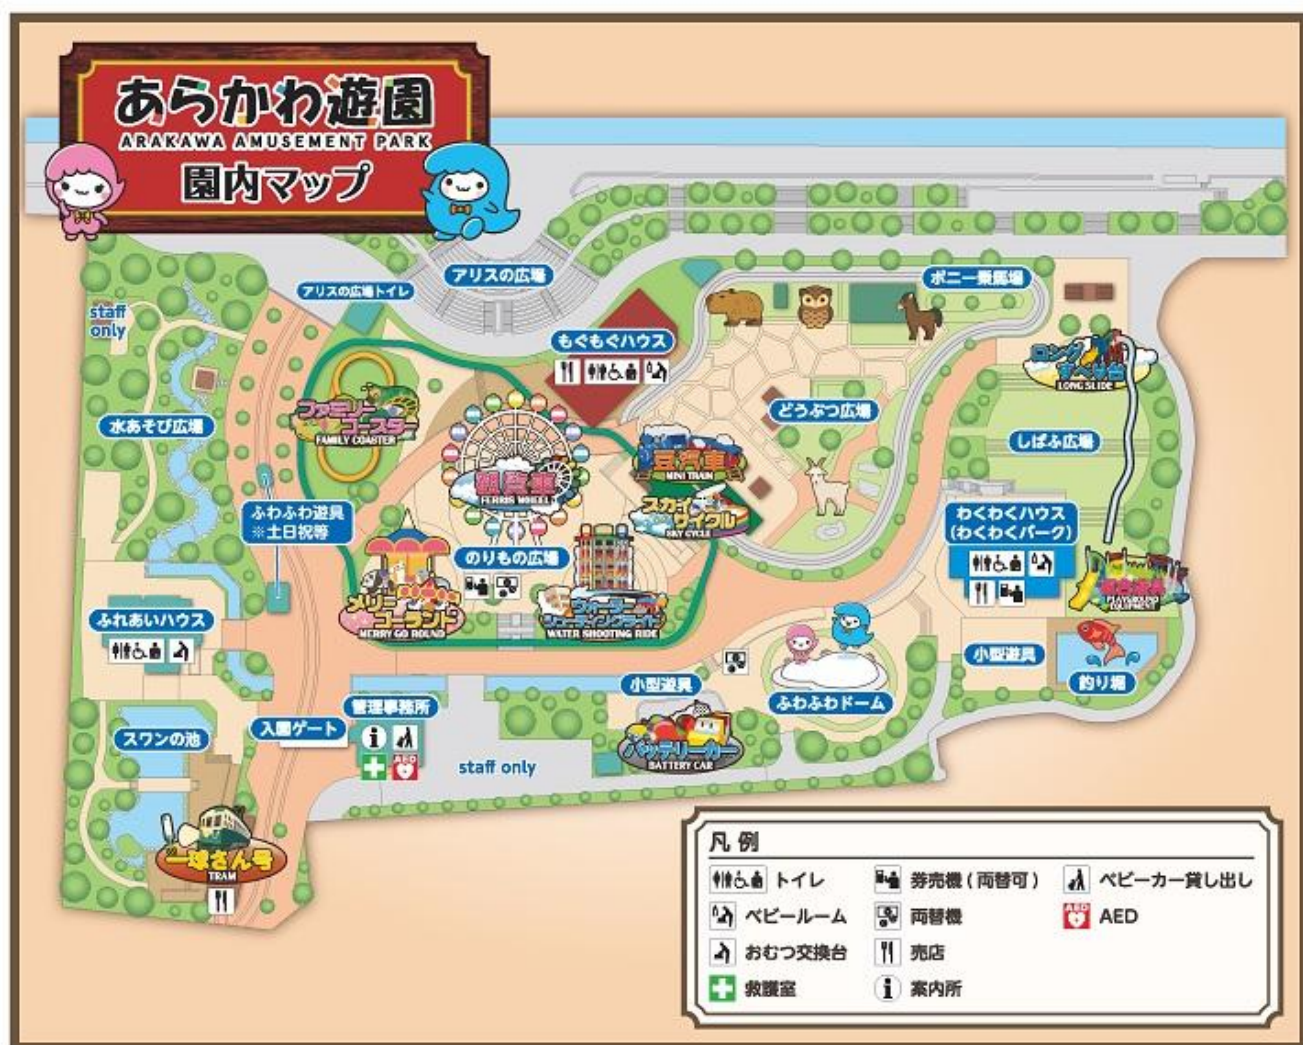 あらかわ遊園
ARAKAWA AMUSEMENT PARK
園内マップ
アリスの広場
アリスの広場トイレ
ポニー乗馬場
staff
only
もぐもぐハウス
ロング
すべり台
LONG SLIDE
ファミリー
コースター
FAMILY COASTER
水あそび広場
どうぶつ広場
しばふ広場
豆汽車
MINI TRAIN
観覧車
FERRIS WHEEL
スカイ
サイクル
SKY CYCLE
ふわふわ遊具
※土日祝等
わくわくハウス
(わくわくパーク)
のりもの広場
複合遊具
PLAYGROUND
EQUIPMENT
メリー
ゴーランド
MERRY GO ROUND
ウォーター
シューティングライド
WATER SHOOTING RIDE
ふれあいハウス
小型遊具
釣り堀
小型遊具
ふわふわドーム
管理事務所
入園ゲート
スワンの池
AED
バッテリーカー
BATTERY CAR
staff only
一球さん号
TRAM
凡例
トイレ
券売機(両替可)
ベビーカー貸し出し
ベビールーム
両替機
AED
AED
おむつ交換台
売店
救護室
案内所